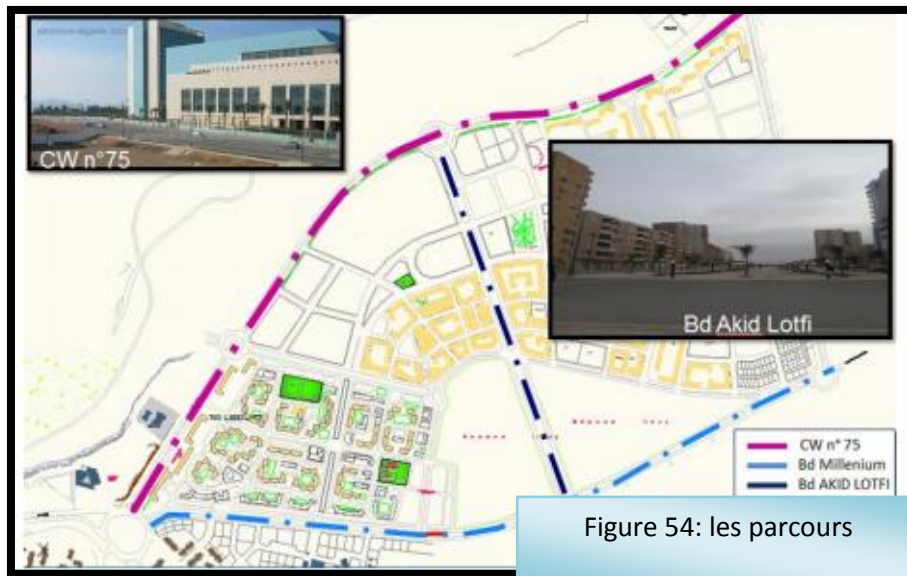 CW n°75
Bd Akid Lotfi
CW n° 75
Bd Millenium
Bd AKID LOTFI
Figure 54: les parcours